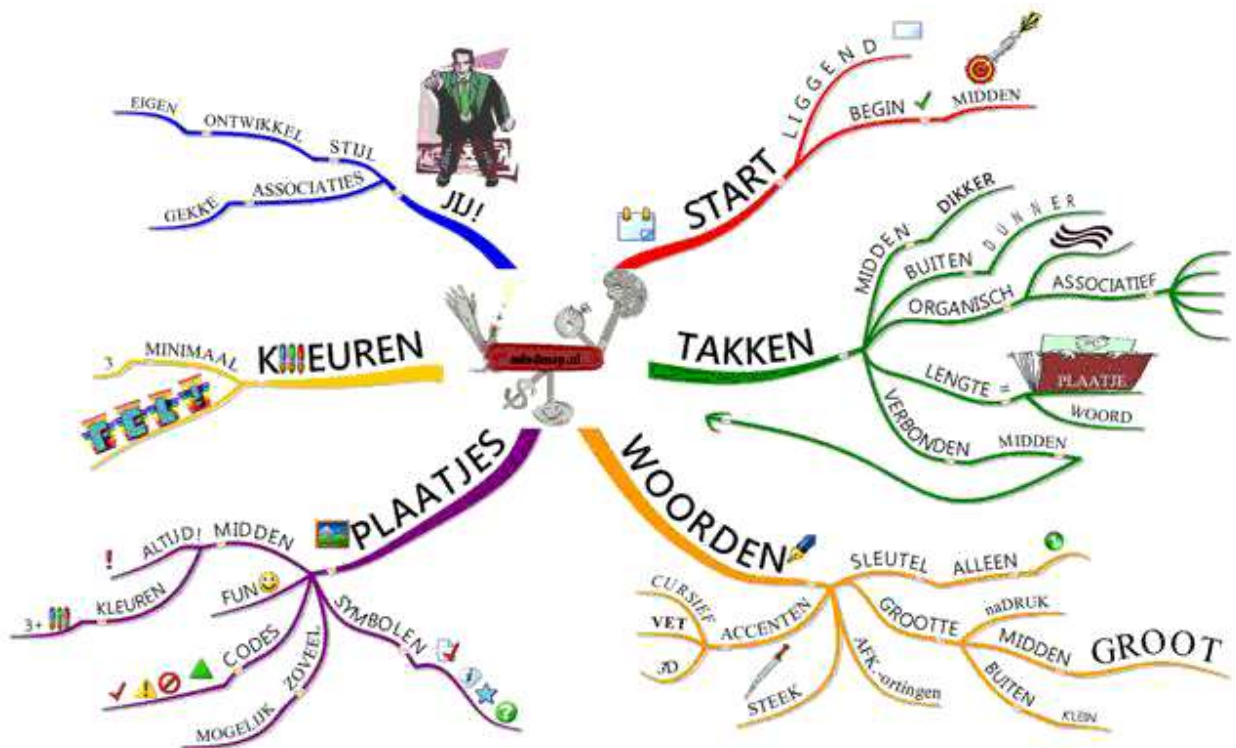 START
LIGGEND
BEGIN
MIDDEN
TAKKEN
MIDDEN
DIKKER
BUITEN
DUNNER
ORGANISCH
ASSOCIATIEF
LENGTE =
PLAATJE
WOORD
VERBONDEN
MIDDEN
WOORDEN
SLEUTEL
ALLEEN
GROOTTE
naDRUK
MIDDEN
GROOT
BUITEN
KLEIN
AFK.-ortingen
STEEK
ACCENTEN
CURSIEF
VET
3D
PLAATJES
MIDDEN
ALTIJD!
!
KLEUREN
3+
FUN
CODES
ZOVEEL
MOGELIJK
SYMBOLEN
KLEUREN
MINIMAAL
3
FELT
JIJ!
STIJL
ONTWIKKEL
EIGEN
ASSOCIATIES
GEKKE